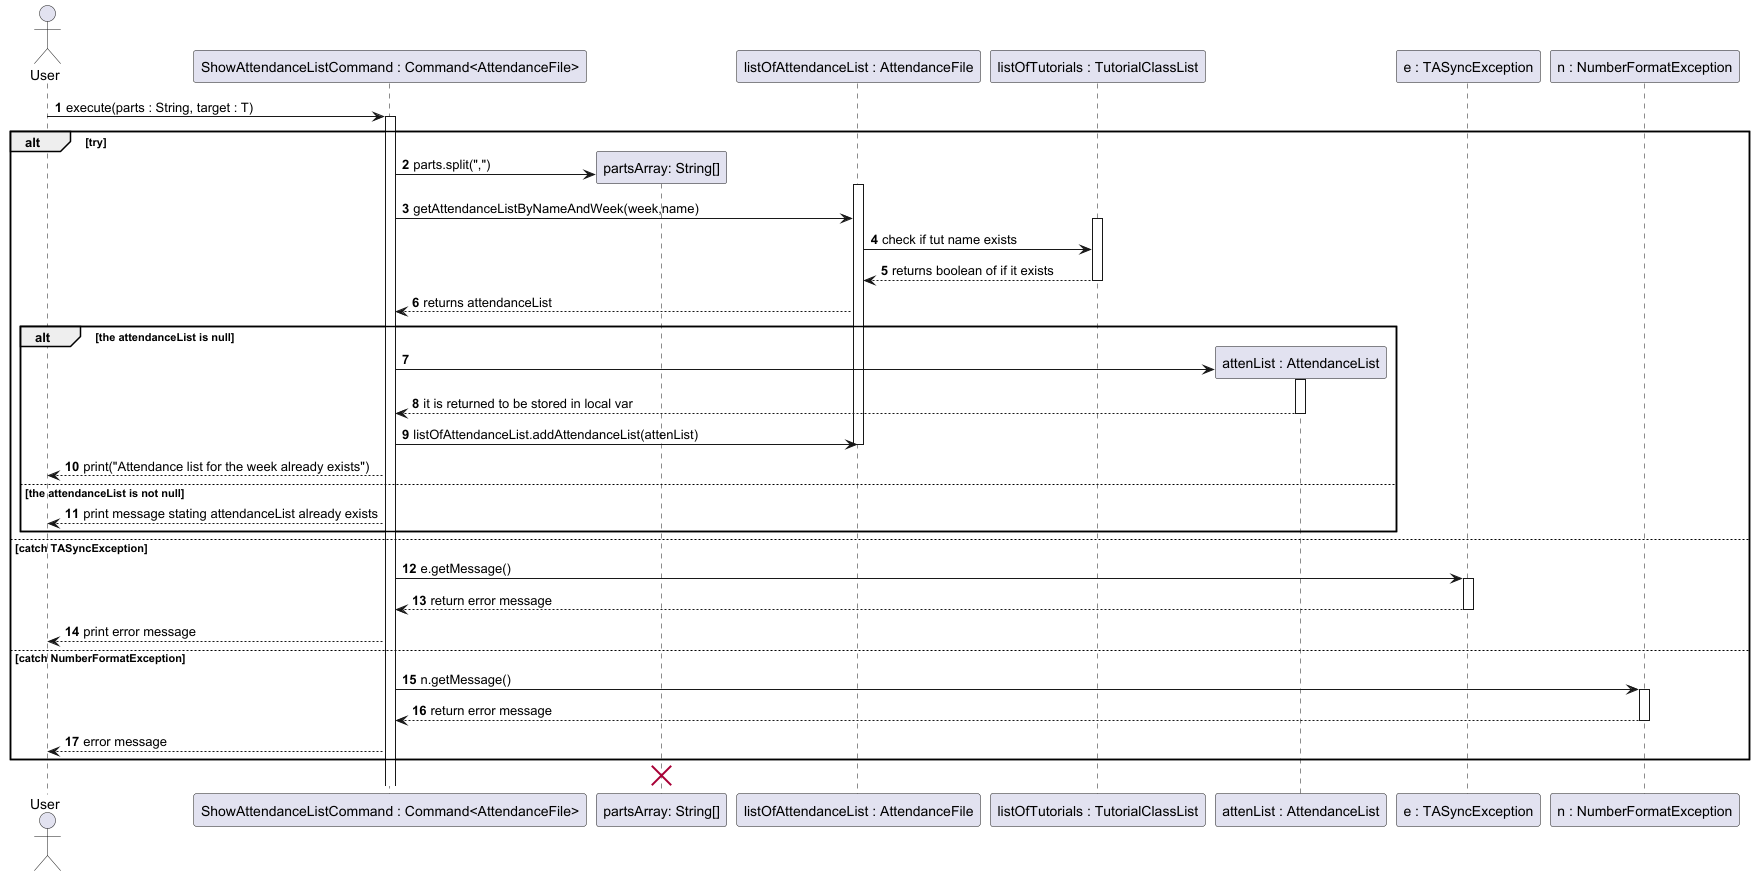 User
ShowAttendanceListCommand : Command<AttendanceFile>
listOfAttendanceList : AttendanceFile
listOfTutorials : TutorialClassList
e : TASyncException
n : NumberFormatException
1 execute(parts : String, target : T)
alt [try]
2 parts.split(",")
partsArray: String[]
3 getAttendanceListByNameAndWeek(week,name)
4 check if tut name exists
5 returns boolean of if it exists
6 returns attendanceList
alt [the attendanceList is null]
7
attenList : AttendanceList
8 it is returned to be stored in local var
9 listOfAttendanceList.addAttendanceList(attenList)
10 print("Attendance list for the week already exists")
[the attendanceList is not null]
11 print message stating attendanceList already exists
[catch TASyncException]
12 e.getMessage()
13 return error message
14 print error message
[catch NumberFormatException]
15 n.getMessage()
16 return error message
17 error message
User
ShowAttendanceListCommand : Command<AttendanceFile>
partsArray: String[]
listOfAttendanceList : AttendanceFile
listOfTutorials : TutorialClassList
attenList : AttendanceList
e : TASyncException
n : NumberFormatException